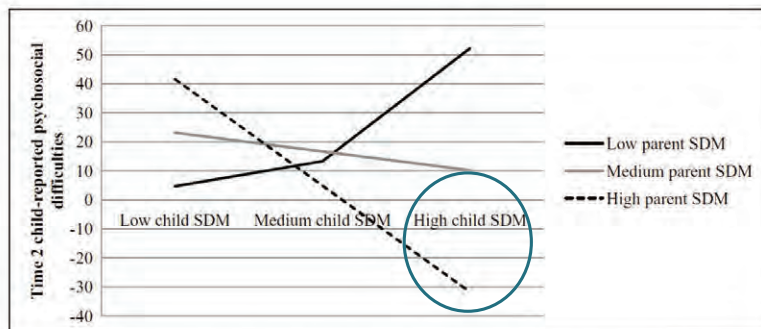 Time 2 child-reported psychosocial
difficulties
60
50
40
30
20
10
0
-10
-20
-30
-40
Low child SDM
Medium child SDM
High child SDM
Low parent SDM
Medium parent SDM
High parent SDM